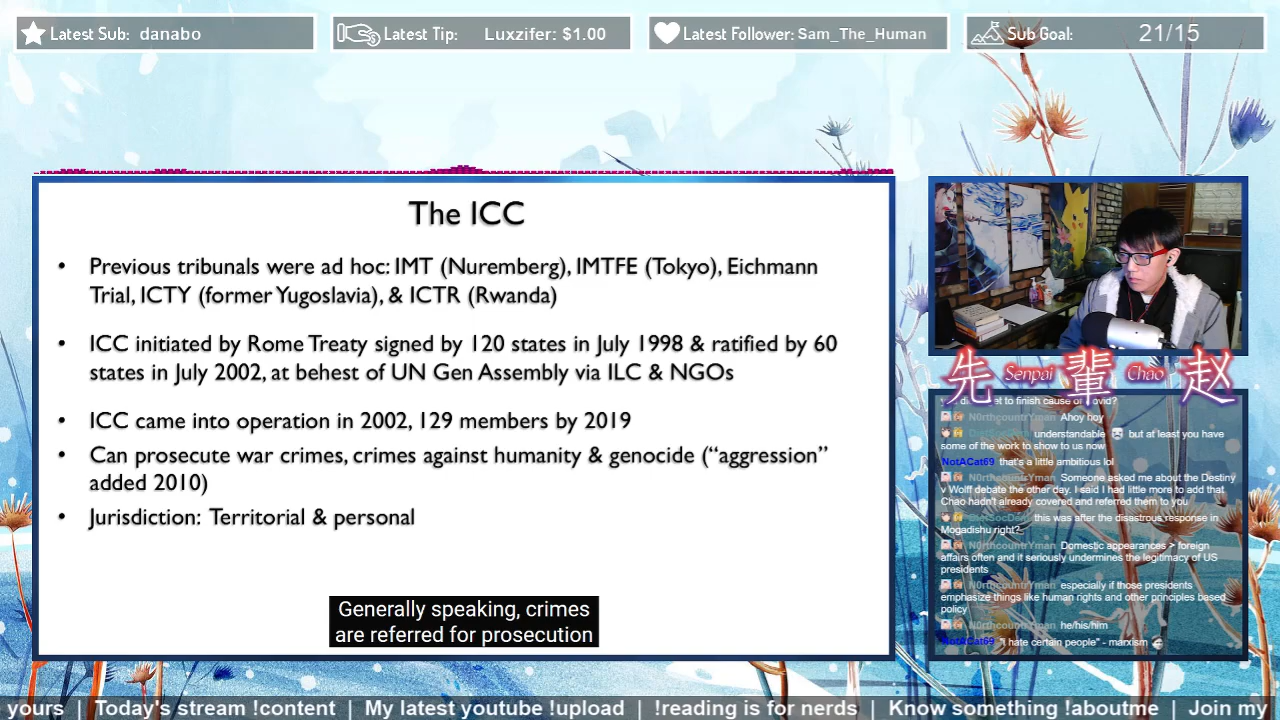 Latest Sub: danabo
Latest Tip: Luxzifer: $1.00
Latest Follower: Sam_The_Human
Sub Goal: 21/15
The ICC
• Previous tribunals were ad hoc: IMT (Nuremberg), IMTFE (Tokyo), Eichmann
Trial, ICTY (former Yugoslavia), & ICTR (Rwanda)
• ICC initiated by Rome Treaty signed by 120 states in July 1998 & ratified by 60
states in July 2002, at behest of UN Gen Assembly via ILC & NGOs
• ICC came into operation in 2002, 129 members by 2019
• Can prosecute war crimes, crimes against humanity & genocide (“aggression”
added 2010)
• Jurisdiction: Territorial & personal
Generally speaking, crimes
are referred for prosecution
先 Senpai 輩 Chao 赵
to finish cause of
N0rthcountrYman Ahoy hoy
understandable but at least you have
some of the work to show to us now
NotACat69 that's a little ambitious lol
N0rthcountrYman Someone asked me about the Destiny
v Wolff debate the other day. I said I had little more to add that
Chao hadn't already covered and referred them to you
this was after the disastrous response in
Mogadishu right?
N0rthcountrYman Domestic appearances > foreign
affairs often and it seriously undermines the legitimacy of US
presidents
N0rthcountrYman especially if those presidents
emphasize things like human rights and other principles based
policy
N0rthcountrYman he/his/him
NotACat69 "I hate certain people" - marxism
yours | Today's stream !content | My latest youtube !upload | !reading is for nerds | Know something !aboutme | Join my